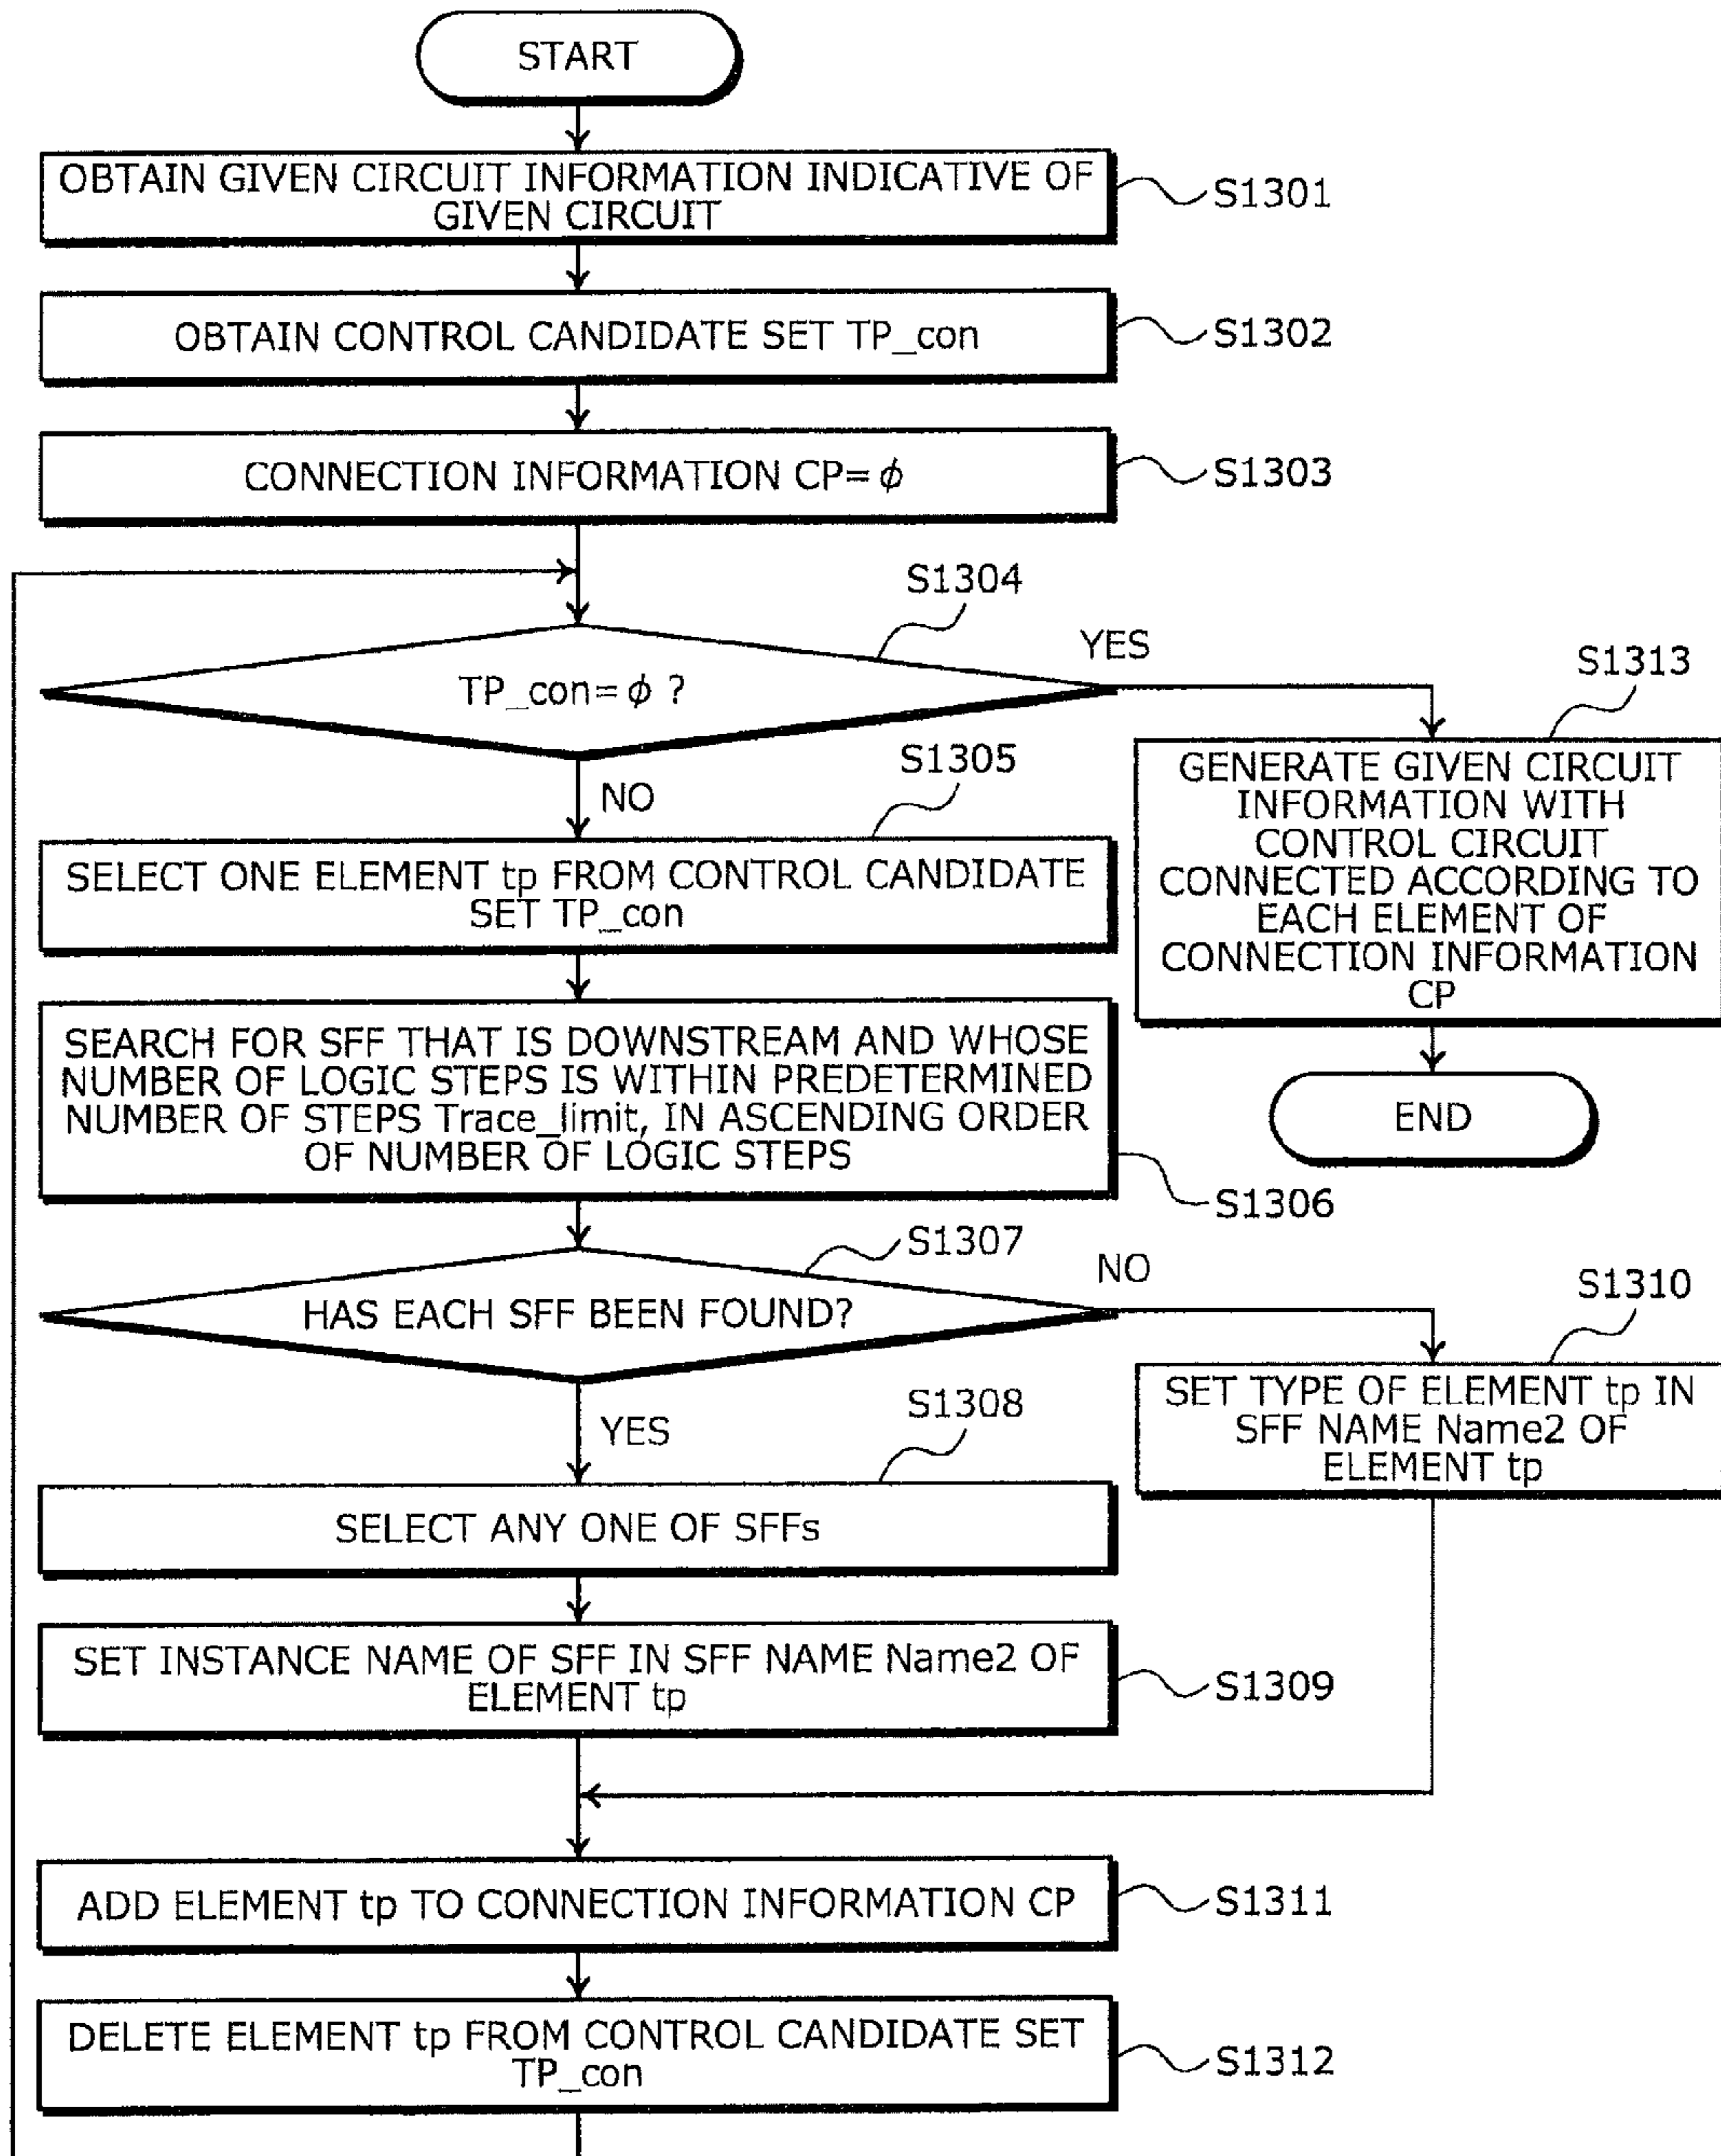 START
OBTAIN GIVEN CIRCUIT INFORMATION INDICATIVE OF
GIVEN CIRCUIT
S1301
OBTAIN CONTROL CANDIDATE SET TP_con
S1302
CONNECTION INFORMATION CP=ϕ
S1303
S1304
TP_con=ϕ ?
YES
NO
S1313
GENERATE GIVEN CIRCUIT
INFORMATION WITH
CONTROL CIRCUIT
CONNECTED ACCORDING TO
EACH ELEMENT OF
CONNECTION INFORMATION
CP
END
S1305
SELECT ONE ELEMENT tp FROM CONTROL CANDIDATE
SET TP_con
SEARCH FOR SFF THAT IS DOWNSTREAM AND WHOSE
NUMBER OF LOGIC STEPS IS WITHIN PREDETERMINED
NUMBER OF STEPS Trace_limit, IN ASCENDING ORDER
OF NUMBER OF LOGIC STEPS
S1306
S1307
HAS EACH SFF BEEN FOUND?
NO
YES
S1310
SET TYPE OF ELEMENT tp IN
SFF NAME Name2 OF
ELEMENT tp
S1308
SELECT ANY ONE OF SFFs
SET INSTANCE NAME OF SFF IN SFF NAME Name2 OF
ELEMENT tp
S1309
ADD ELEMENT tp TO CONNECTION INFORMATION CP
S1311
DELETE ELEMENT tp FROM CONTROL CANDIDATE SET
TP_con
S1312